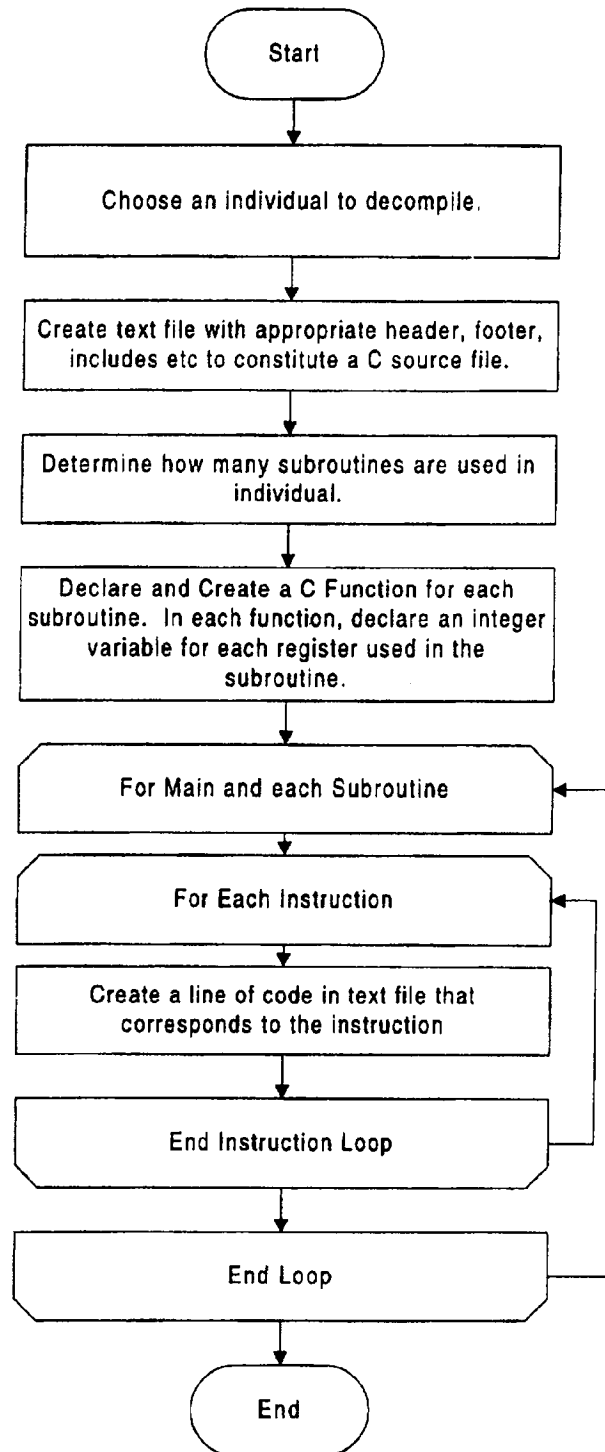 Start
Choose an individual to decompile.
Create text file with appropriate header, footer,
includes etc to constitute a C source file.
Determine how many subroutines are used in
individual.
Declare and Create a C Function for each
subroutine. In each function, declare an integer
variable for each register used in the
subroutine.
For Main and each Subroutine
For Each Instruction
Create a line of code in text file that
corresponds to the instruction
End Instruction Loop
End Loop
End